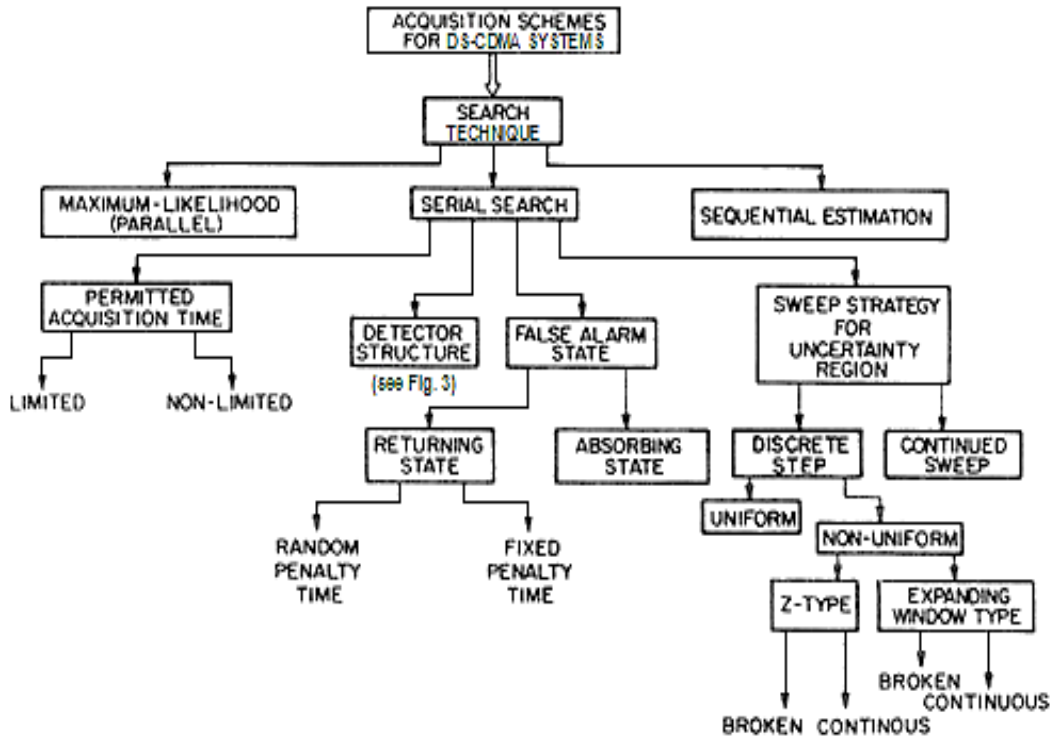 ACQUISITION SCHEMES
FOR DS-CDMA SYSTEMS
SEARCH
TECHNIQUE
MAXIMUM-LIKELIHOOD
(PARALLEL)
SERIAL SEARCH
SEQUENTIAL ESTIMATION
PERMITTED
ACQUISITION TIME
DETECTOR
STRUCTURE
(see Fig. 3)
FALSE ALARM
STATE
SWEEP STRATEGY
FOR
UNCERTAINTY
REGION
LIMITED
NON-LIMITED
RETURNING
STATE
ABSORBING
STATE
DISCRETE
STEP
CONTINUED
SWEEP
UNIFORM
NON-UNIFORM
RANDOM
PENALTY
TIME
FIXED
PENALTY
TIME
Z-TYPE
EXPANDING
WINDOW TYPE
BROKEN
CONTINUOUS
BROKEN
CONTINOUS